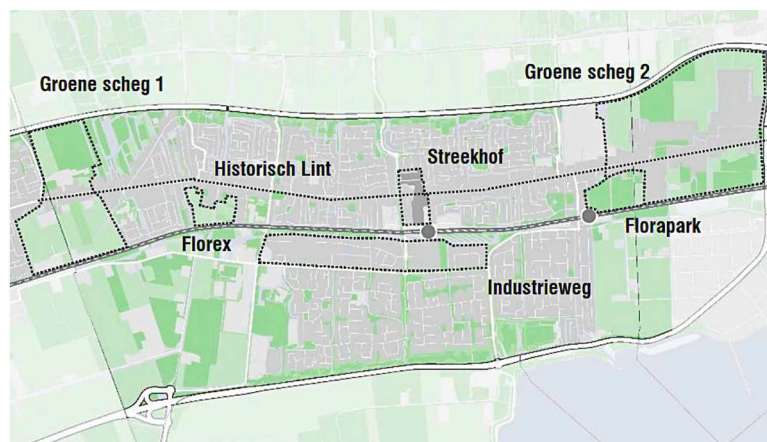 Groene scheg 1
Groene scheg 2
Historisch Lint
Streekhof
Florex
Florapark
Industrieweg